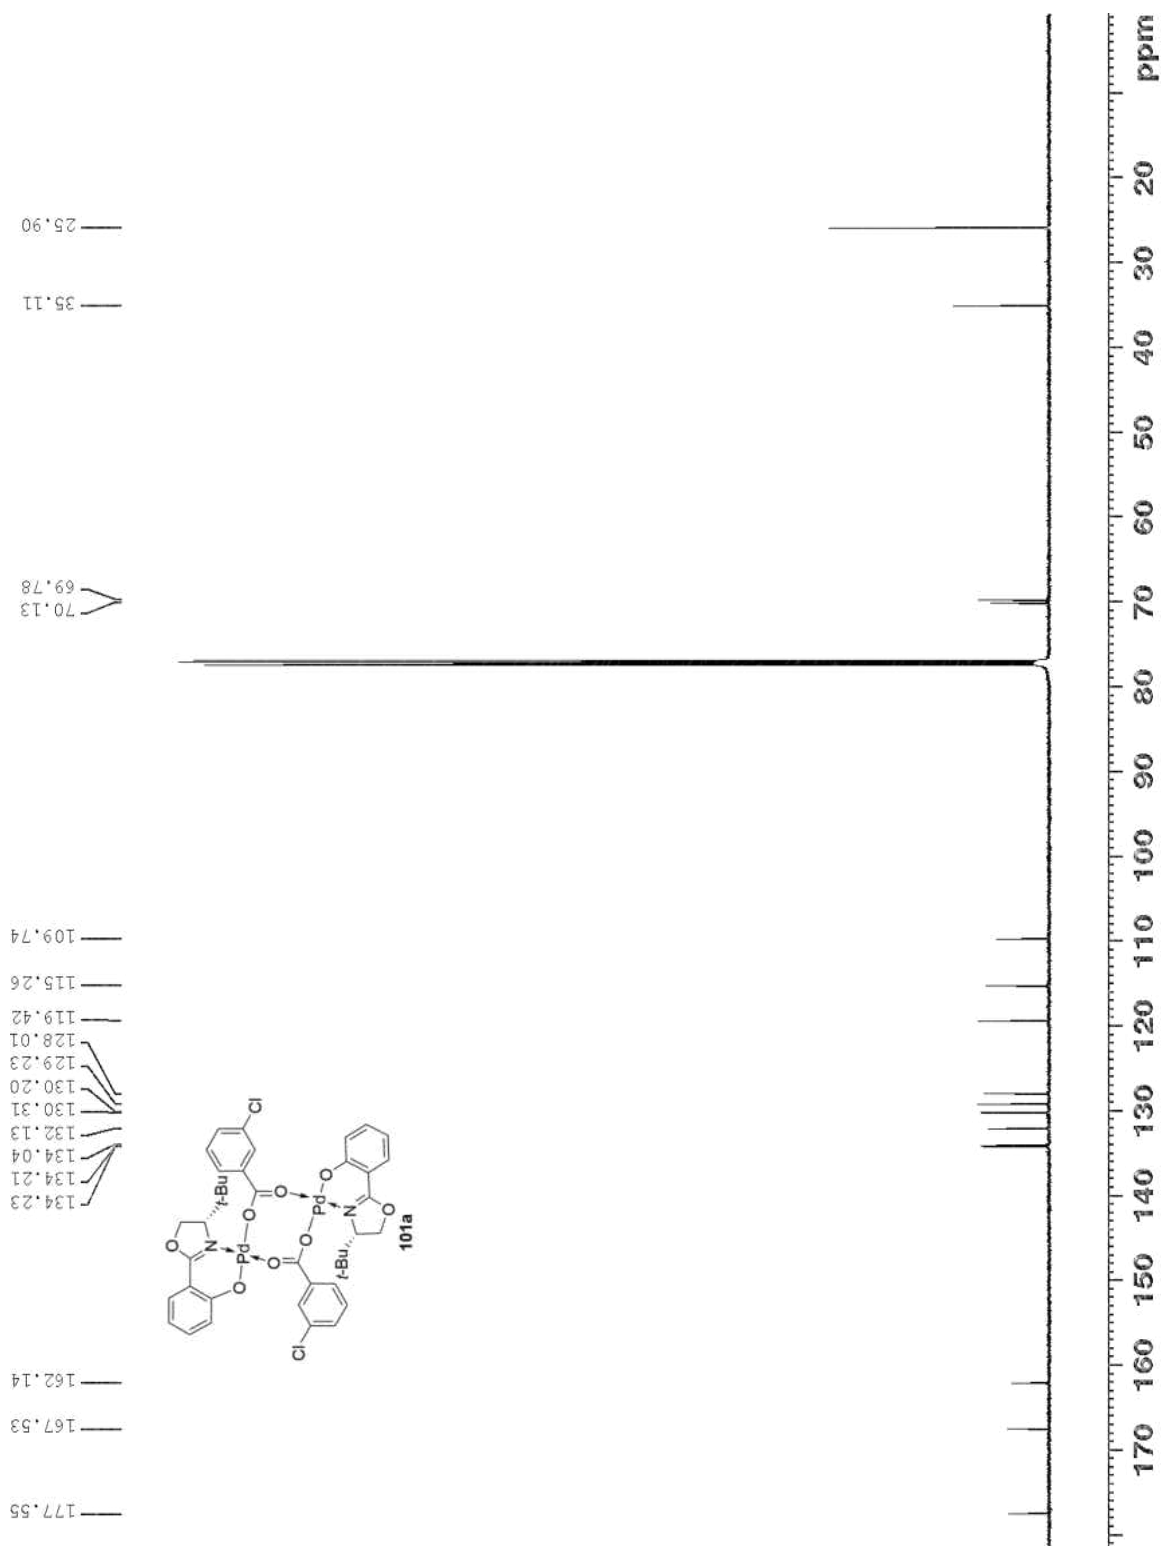 177.55
167.53
162.14
134.23
134.21
134.04
132.13
130.31
130.20
129.23
128.01
119.42
115.26
109.74
70.13
69.78
35.11
25.90
O
N
t-Bu
O
Pd
O
Cl
O
O
Cl
O
Pd
O
t-Bu
N
O
101a
170 160 150 140 130 120 110 100 90 80 70 60 50 40 30 20 ppm